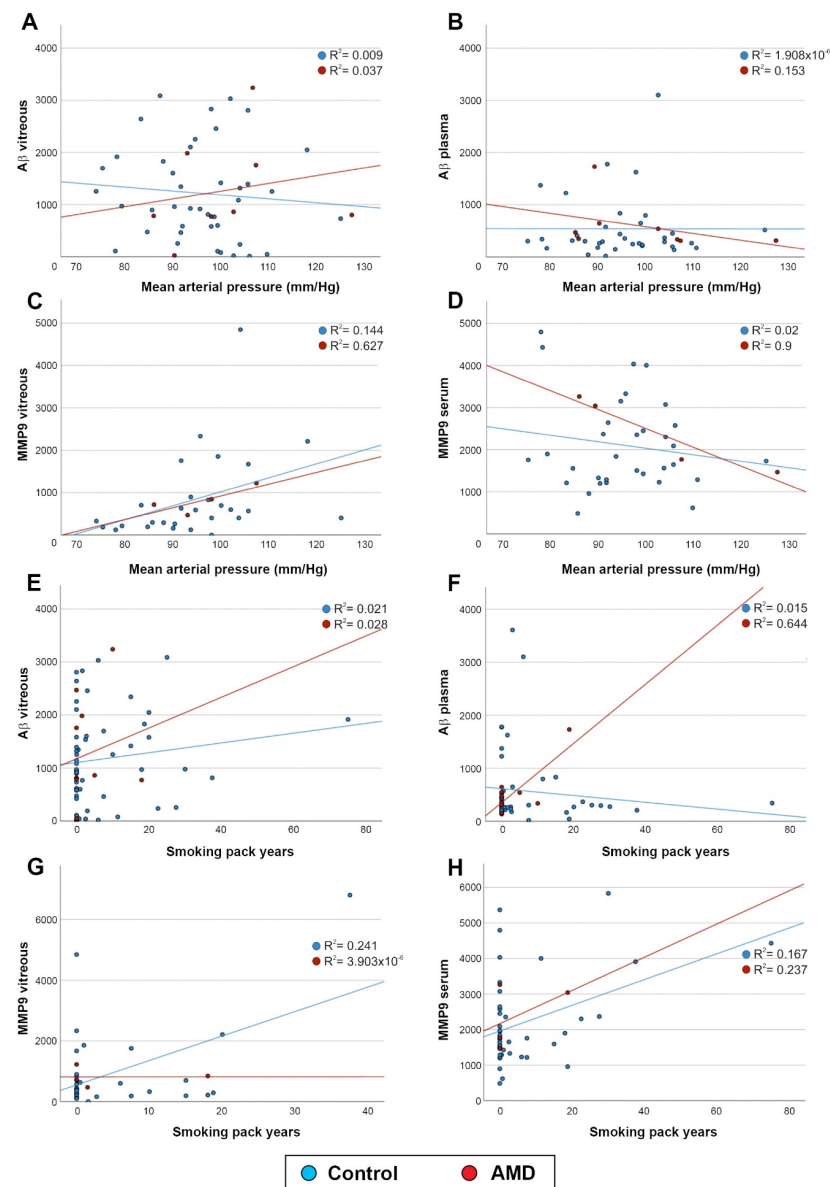 A
R²= 0.009
R²= 0.037
4000
3000
2000
1000
0
Aβ vitreous
70 80 90 100 110 120 130
Mean arterial pressure (mm/Hg)
B
R²= 1.908x10⁻⁶
R²= 0.153
4000
3000
2000
1000
0
Aβ plasma
70 80 90 100 110 120 130
Mean arterial pressure (mm/Hg)
C
R²= 0.144
R²= 0.627
5000
4000
3000
2000
1000
0
MMP9 vitreous
70 80 90 100 110 120 130
Mean arterial pressure (mm/Hg)
D
R²= 0.02
R²= 0.9
5000
4000
3000
2000
1000
0
MMP9 serum
70 80 90 100 110 120 130
Mean arterial pressure (mm/Hg)
E
R²= 0.021
R²= 0.028
4000
3000
2000
1000
0
Aβ vitreous
0 20 40 60 80
Smoking pack years
F
R²= 0.015
R²= 0.644
4000
3000
2000
1000
0
Aβ plasma
0 20 40 60 80
Smoking pack years
G
R²= 0.241
R²= 3.903x10⁻⁶
6000
4000
2000
0
MMP9 vitreous
0 10 20 30 40
Smoking pack years
H
R²= 0.167
R²= 0.237
6000
5000
4000
3000
2000
1000
0
MMP9 serum
0 20 40 60 80
Smoking pack years
Control AMD